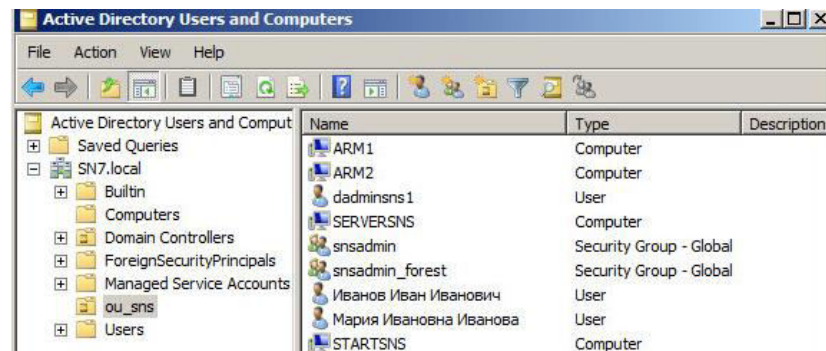 Active Directory Users and Computers
File Action View Help
Active Directory Users and Comput
Saved Queries
SN7.local
Builtin
Computers
Domain Controllers
ForeignSecurityPrincipals
Managed Service Accounts
ou_sns
Users
Name Type Description
ARM1 Computer
ARM2 Computer
dadminsns1 User
SERVERSNS Computer
snsadmin Security Group - Global
snsadmin_forest Security Group - Global
Иванов Иван Иванович User
Мария Ивановна Иванова User
STARTSNS Computer